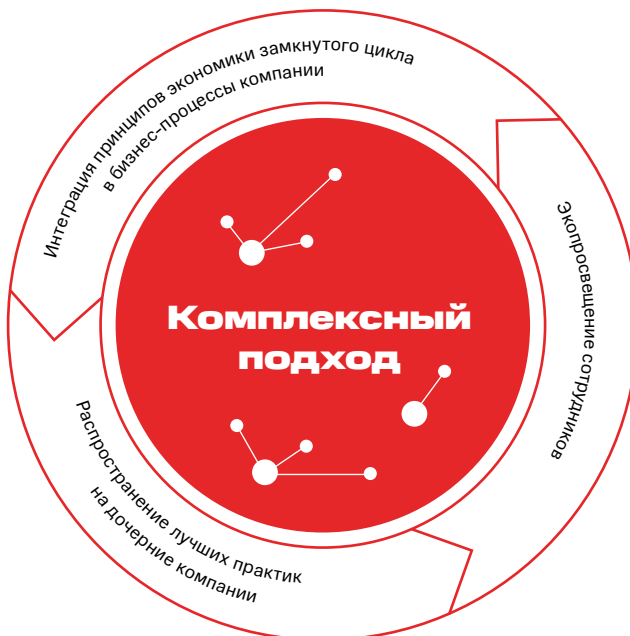 Интеграция принципов экономики замкнутого цикла
в бизнес-процессы компании
Экопросвещение сотрудников
Комплексный
подход
Распространение лучших практик
на дочерние компании